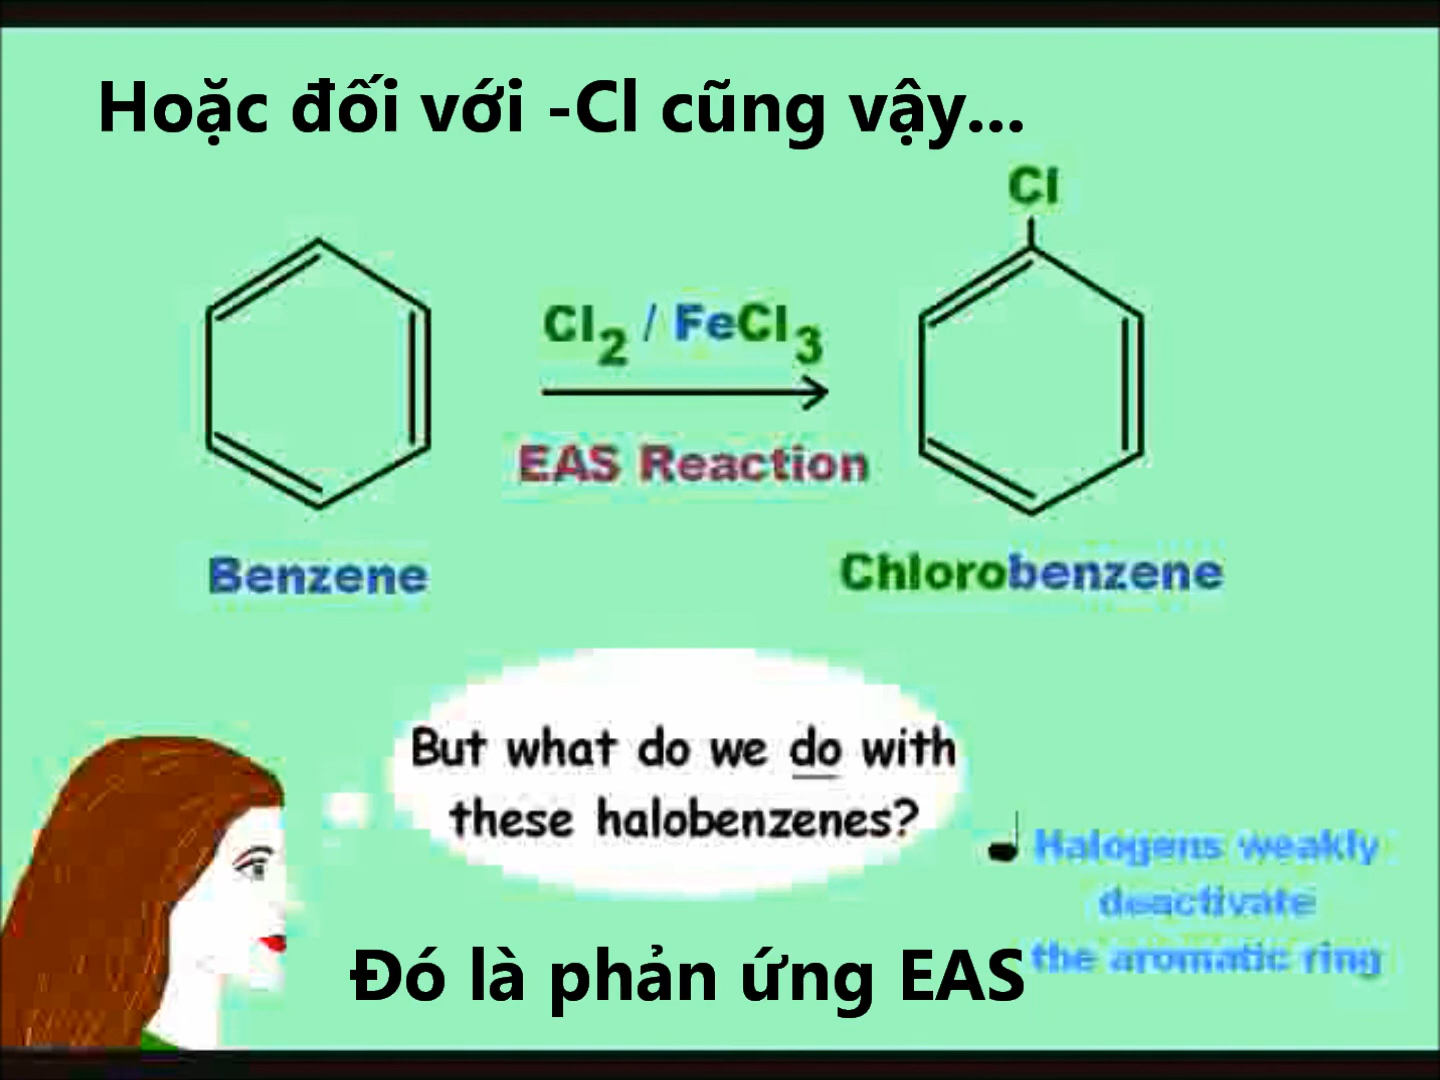 Hoặc đối với -Cl cũng vậy...
Cl
Cl2 / FeCl3
EAS Reaction
Benzene
Chlorobenzene
But what do we do with
these halobenzenes?
Halogens weakly
deactivate
the aromatic ring
Đó là phản ứng EAS